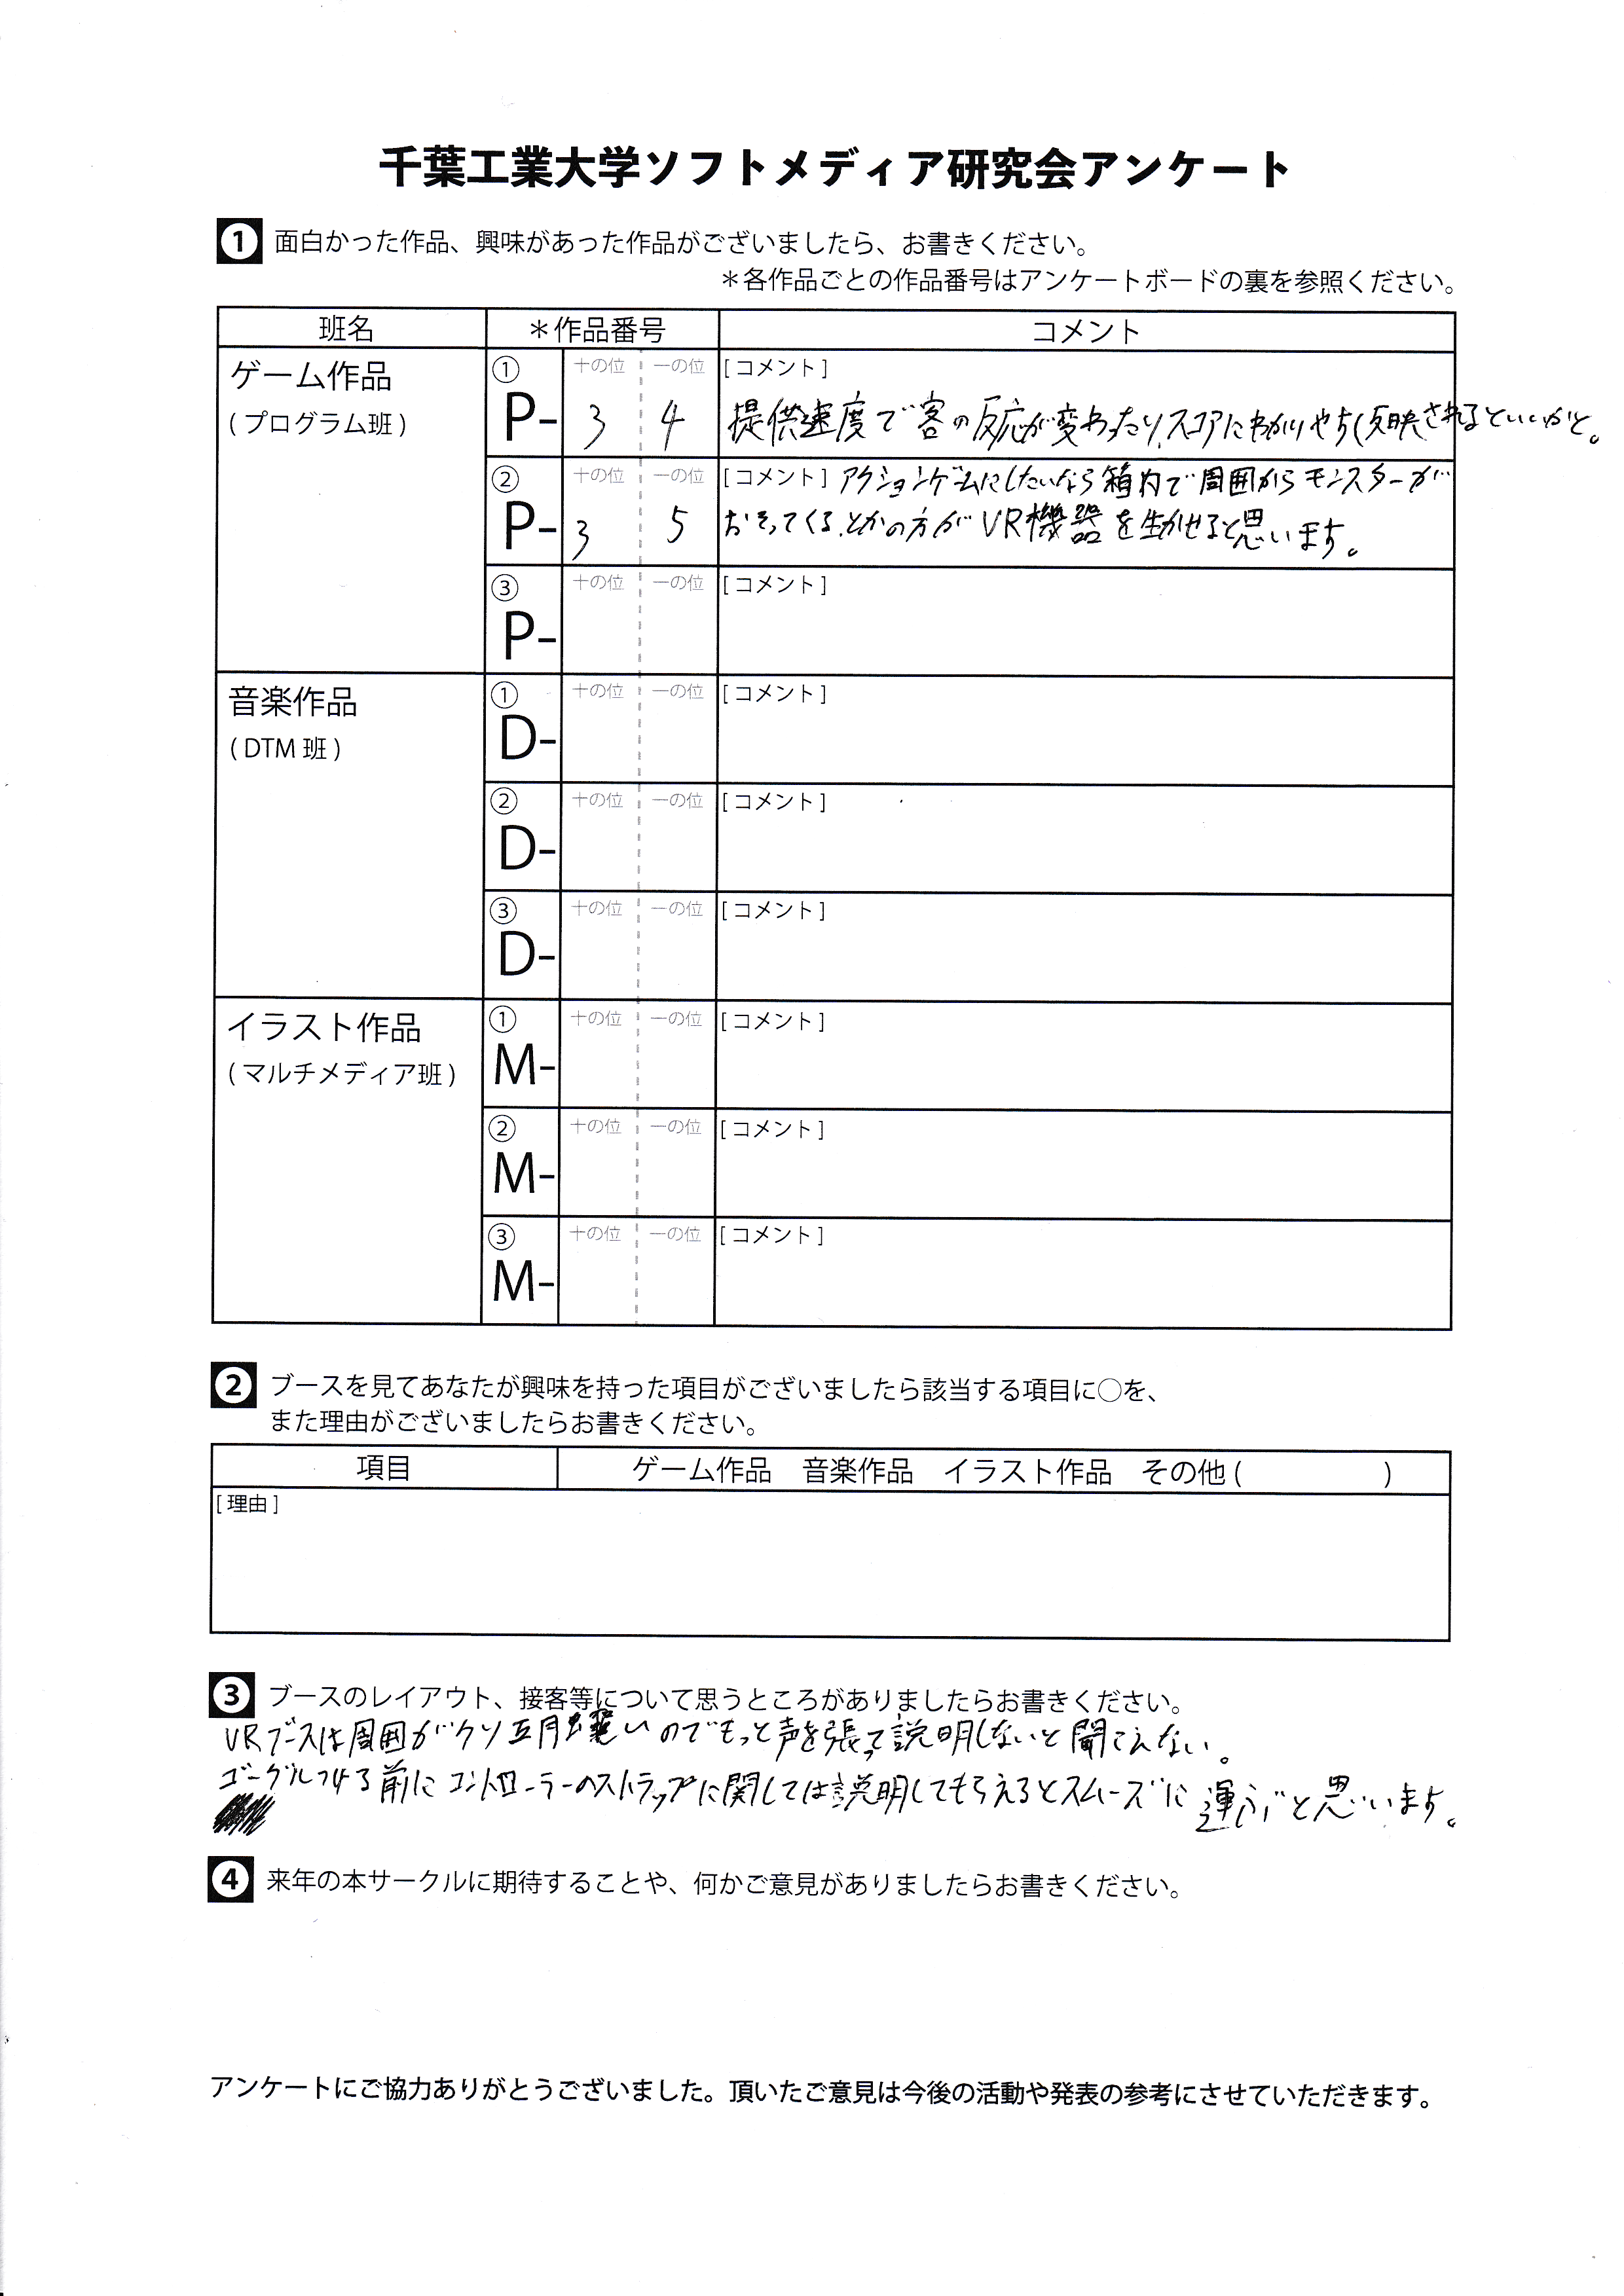 千葉工業大学ソフトメディア研究会アンケート
❶ 面白かった作品、興味があった作品がございましたら、お書きください。
＊各作品ごとの作品番号はアンケートボードの裏を参照ください。
班名 ＊作品番号 コメント
ゲーム作品 ① 十の位 一の位 [コメント]
(プログラム班) P- 3 4 提供速度で客の反応が変わったり、スコアにわかりやすく反映されるといいかと。
② 十の位 一の位 [コメント] アクションゲームにしたいなら箱内で周囲からモンスターが
P- 3 5 おそってくる、とかの方がVR機器を生かせると思います。
③ 十の位 一の位 [コメント]
P-
音楽作品 ① 十の位 一の位 [コメント]
(DTM班) D-
② 十の位 一の位 [コメント]
D-
③ 十の位 一の位 [コメント]
D-
イラスト作品 ① 十の位 一の位 [コメント]
(マルチメディア班) M-
② 十の位 一の位 [コメント]
M-
③ 十の位 一の位 [コメント]
M-
❷ ブースを見てあなたが興味を持った項目がございましたら該当する項目に○を、
また理由がございましたらお書きください。
項目 ゲーム作品 音楽作品 イラスト作品 その他( )
[理由]
❸ ブースのレイアウト、接客等について思うところがありましたらお書きください。
VRブースは周囲がクソのでもっと声を張って説明しないと聞こえない。
ゴーグルつける前にコントローラーのストラップに関しては説明してもらえるとスムーズに運ぶと思います。
❹ 来年の本サークルに期待することや、何かご意見がありましたらお書きください。
アンケートにご協力ありがとうございました。頂いたご意見は今後の活動や発表の参考にさせていただきます。